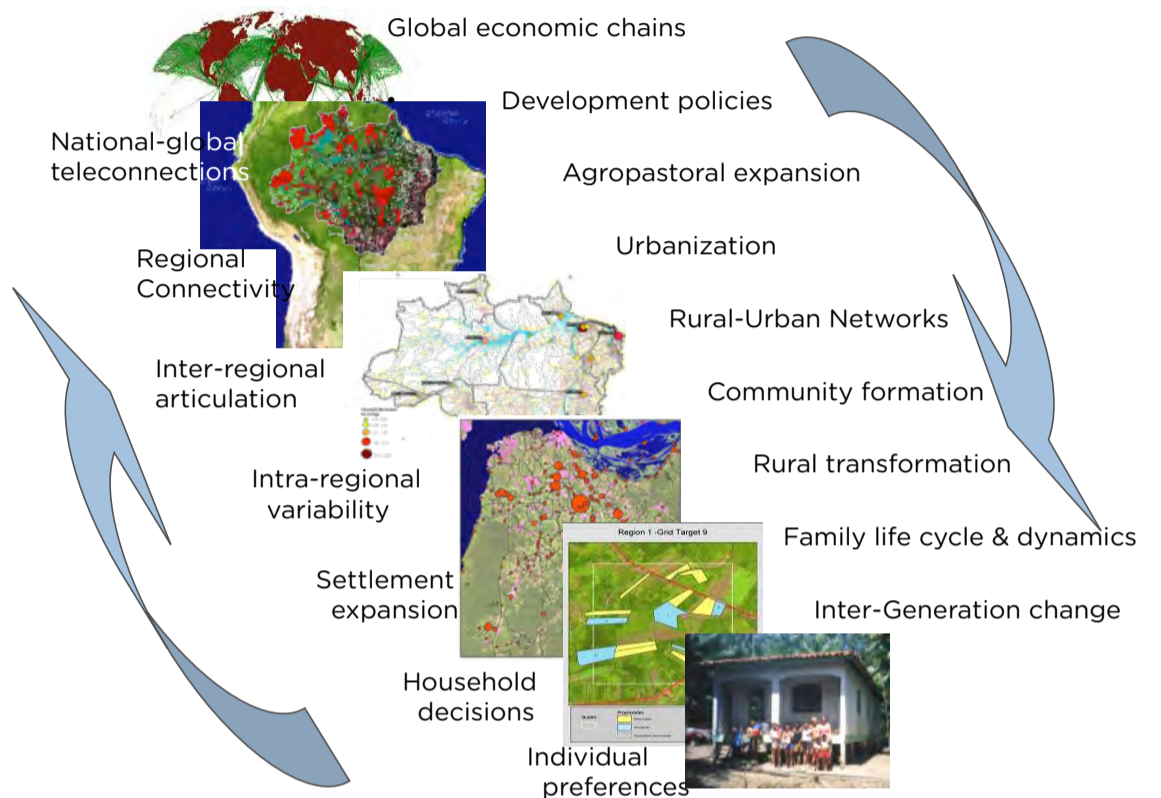 Global economic chains
Development policies
National-global
teleconnections
Agropastoral expansion
Urbanization
Regional
Connectivity
Rural-Urban Networks
Inter-regional
articulation
Community formation
Rural transformation
Intra-regional
variability
Region 1 -Grid Target 9
Family life cycle & dynamics
Settlement
expansion
Inter-Generation change
Household
decisions
Individual
preferences